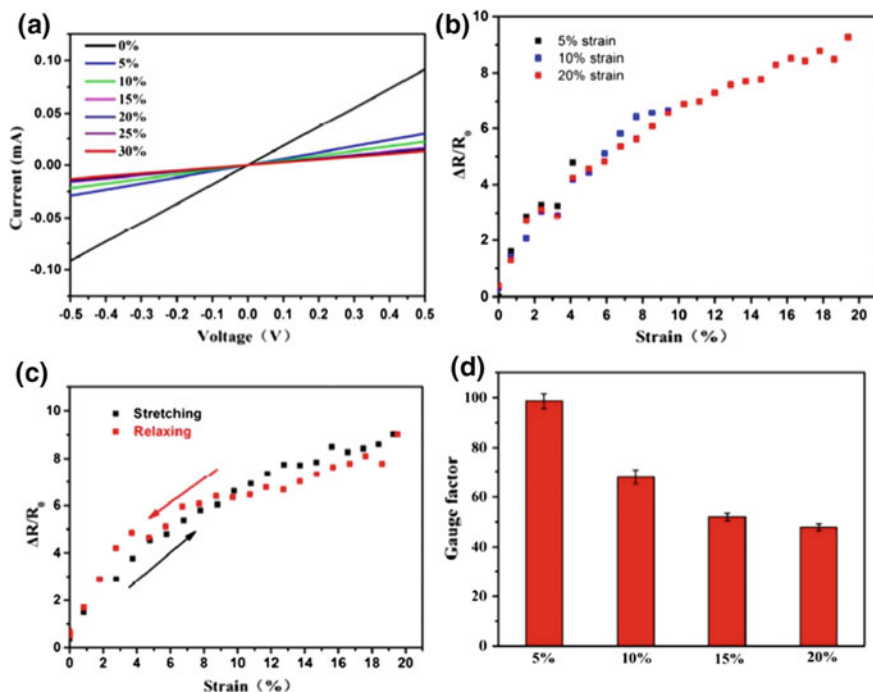 (a)
0%
5%
10%
15%
20%
25%
30%
0.10
0.05
0.00
-0.05
-0.10
Current (mA)
-0.5 -0.4 -0.3 -0.2 -0.1 0.0 0.1 0.2 0.3 0.4 0.5
Voltage (V)
(b)
5% strain
10% strain
20% strain
10
8
6
4
2
0
ΔR/R0
0 2 4 6 8 10 12 14 16 18 20
Strain (%)
(c)
Stretching
Relaxing
10
8
6
4
2
0
ΔR/R0
0 2 4 6 8 10 12 14 16 18 20
Strain (%)
(d)
100
80
60
40
20
0
Gauge factor
5% 10% 15% 20%